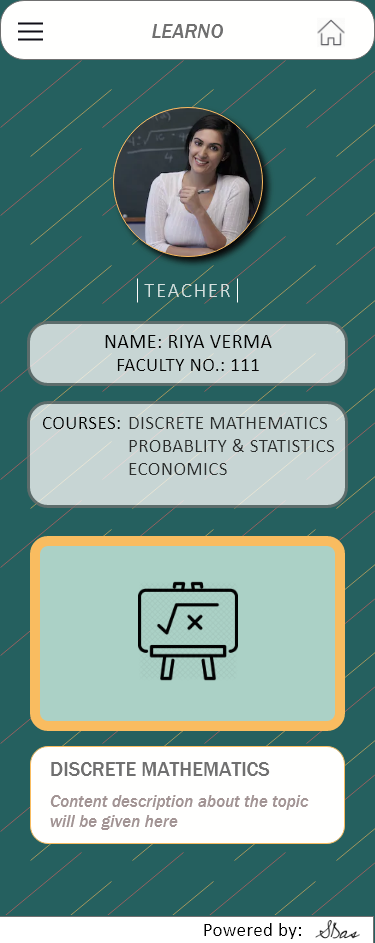 LEARNO
TEACHER
NAME: RIYA VERMA
FACULTY NO.: 111
COURSES: DISCRETE MATHEMATICS
PROBABLITY & STATISTICS
ECONOMICS
√x
DISCRETE MATHEMATICS
Content description about the topic
will be given here
Powered by: SDas